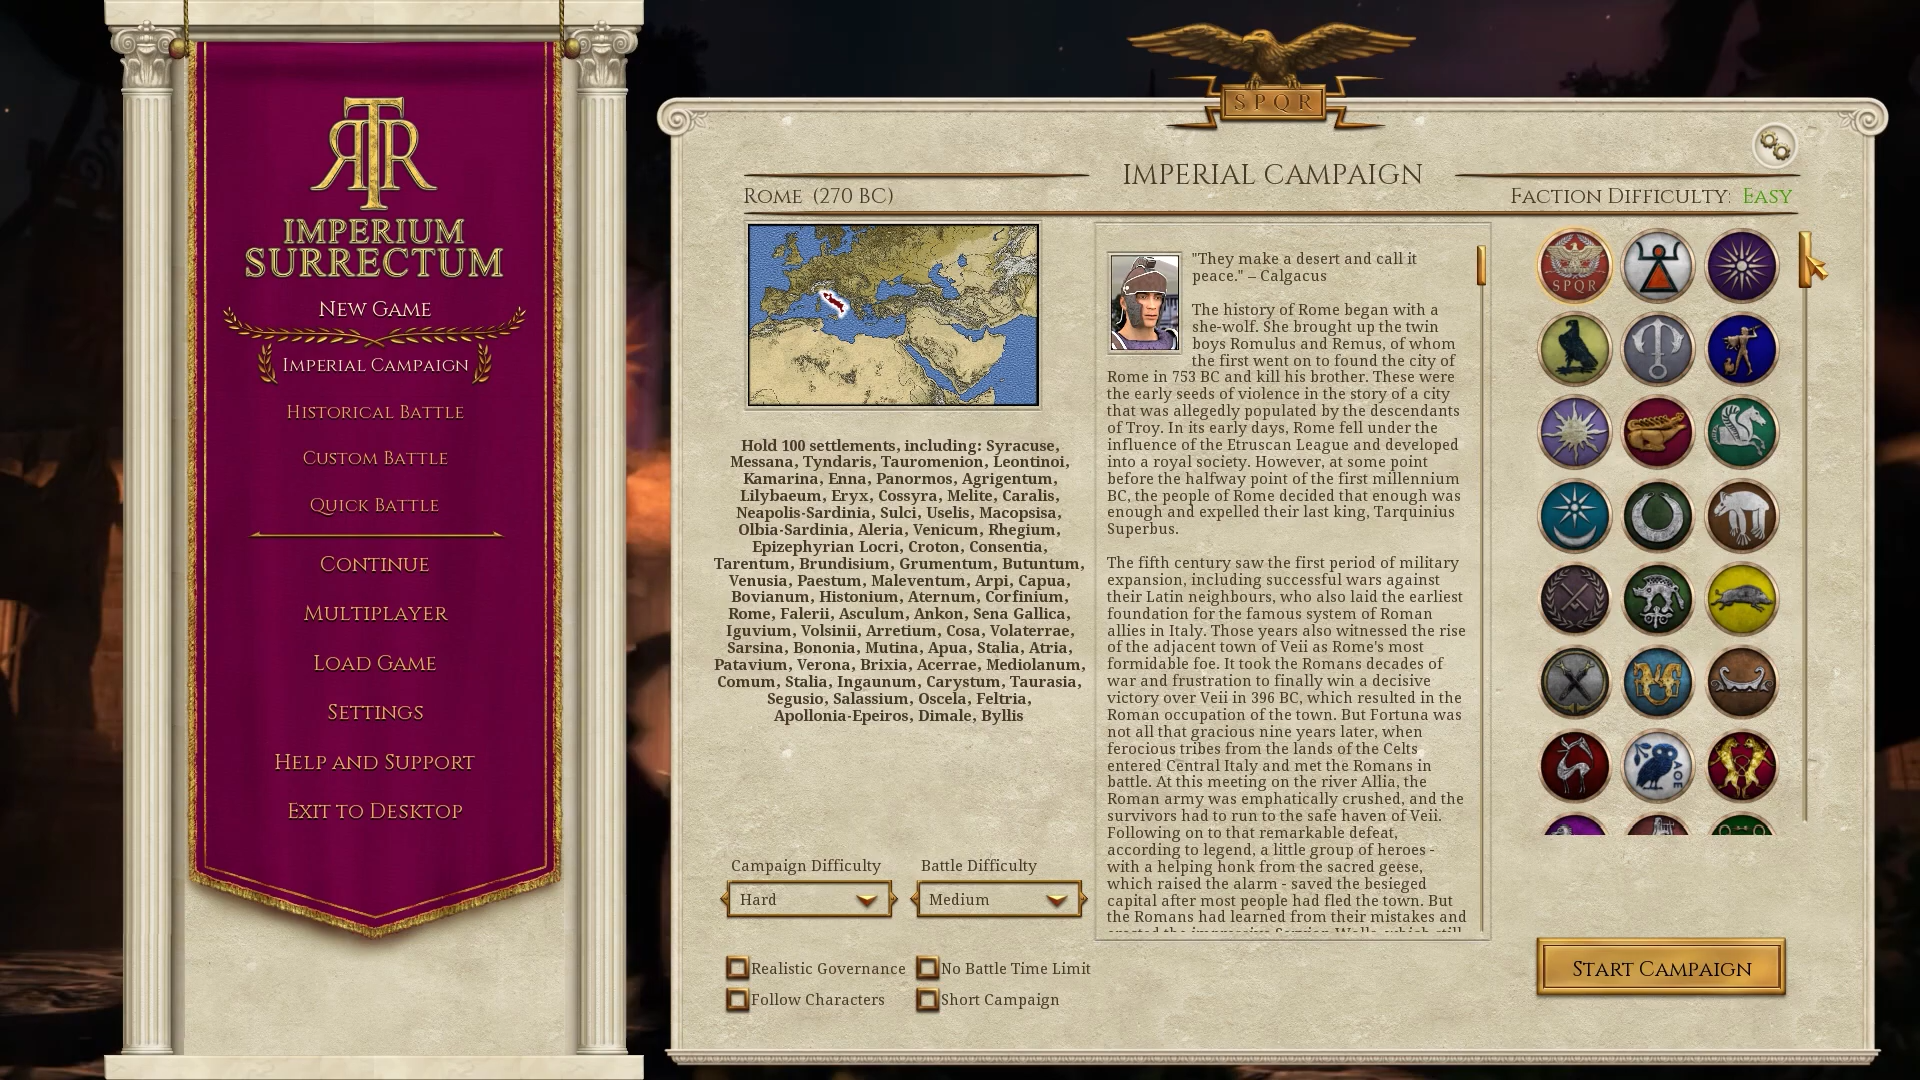 RTR
IMPERIUM
SURRECTUM
NEW GAME
IMPERIAL CAMPAIGN
HISTORICAL BATTLE
CUSTOM BATTLE
QUICK BATTLE
CONTINUE
MULTIPLAYER
LOAD GAME
SETTINGS
HELP AND SUPPORT
EXIT TO DESKTOP
SPQR
IMPERIAL CAMPAIGN
ROME (270 BC)
FACTION DIFFICULTY: EASY
Hold 100 settlements, including: Syracuse,
Messana, Tyndaris, Tauromenion, Leontinoi,
Kamarina, Enna, Panormos, Agrigentum,
Lilybaeum, Eryx, Cossyra, Melite, Caralis,
Neapolis-Sardinia, Sulci, Uselis, Macopsisa,
Olbia-Sardinia, Aleria, Venicum, Rhegium,
Epizephyrian Locri, Croton, Consentia,
Tarentum, Brundisium, Grumentum, Butuntum,
Venusia, Paestum, Maleventum, Arpi, Capua,
Bovianum, Histonium, Aternum, Corfinium,
Rome, Falerii, Asculum, Ankon, Sena Gallica,
Iguvium, Volsinii, Arretium, Cosa, Volaterrae,
Sarsina, Bononia, Mutina, Apua, Stalia, Atria,
Patavium, Verona, Brixia, Acerrae, Mediolanum,
Comum, Stalia, Ingaunum, Carystum, Taurasia,
Segusio, Salassium, Oscela, Feltria,
Apollonia-Epeiros, Dimale, Byllis
"They make a desert and call it
peace." – Calgacus
The history of Rome began with a
she-wolf. She brought up the twin
boys Romulus and Remus, of whom
the first went on to found the city of
Rome in 753 BC and kill his brother. These were
the early seeds of violence in the story of a city
that was allegedly populated by the descendants
of Troy. In its early days, Rome fell under the
influence of the Etruscan League and developed
into a royal society. However, at some point
before the halfway point of the first millennium
BC, the people of Rome decided that enough was
enough and expelled their last king, Tarquinius
Superbus.
The fifth century saw the first period of military
expansion, including successful wars against
their Latin neighbours, who also laid the earliest
foundation for the famous system of Roman
allies in Italy. Those years also witnessed the rise
of the adjacent town of Veii as Rome's most
formidable foe. It took the Romans decades of
war and frustration to finally win a decisive
victory over Veii in 396 BC, which resulted in the
Roman occupation of the town. But Fortuna was
not all that gracious nine years later, when
ferocious tribes from the lands of the Celts
entered Central Italy and met the Romans in
battle. At this meeting on the river Allia, the
Roman army was emphatically crushed, and the
survivors had to run to the safe haven of Veii.
Following on to that remarkable defeat,
according to legend, a little group of heroes -
with a helping honk from the sacred geese,
which raised the alarm - saved the besieged
capital after most people had fled the town. But
the Romans had learned from their mistakes and
erected the impressive Servian Walls, which still
SPQR
ΑΘΕ
Campaign Difficulty
Battle Difficulty
Hard
Medium
Realistic Governance
No Battle Time Limit
Follow Characters
Short Campaign
START CAMPAIGN